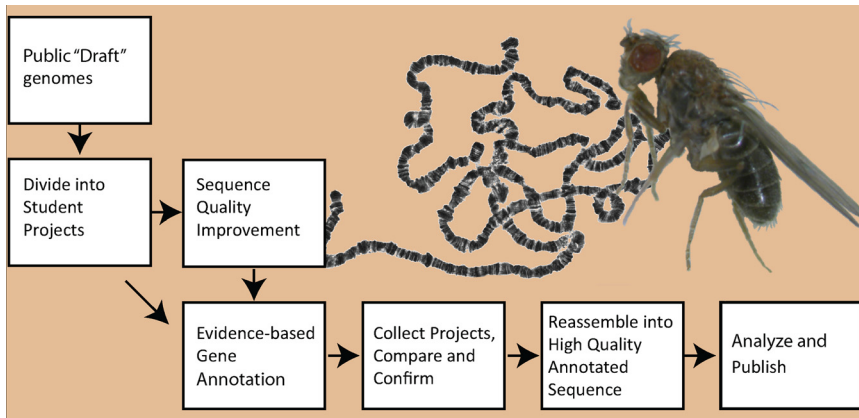 Public “Draft”
genomes
Divide into
Student
Projects
Sequence
Quality
Improvement
Evidence-based
Gene
Annotation
Collect Projects,
Compare and
Confirm
Reassemble into
High Quality
Annotated
Sequence
Analyze and
Publish